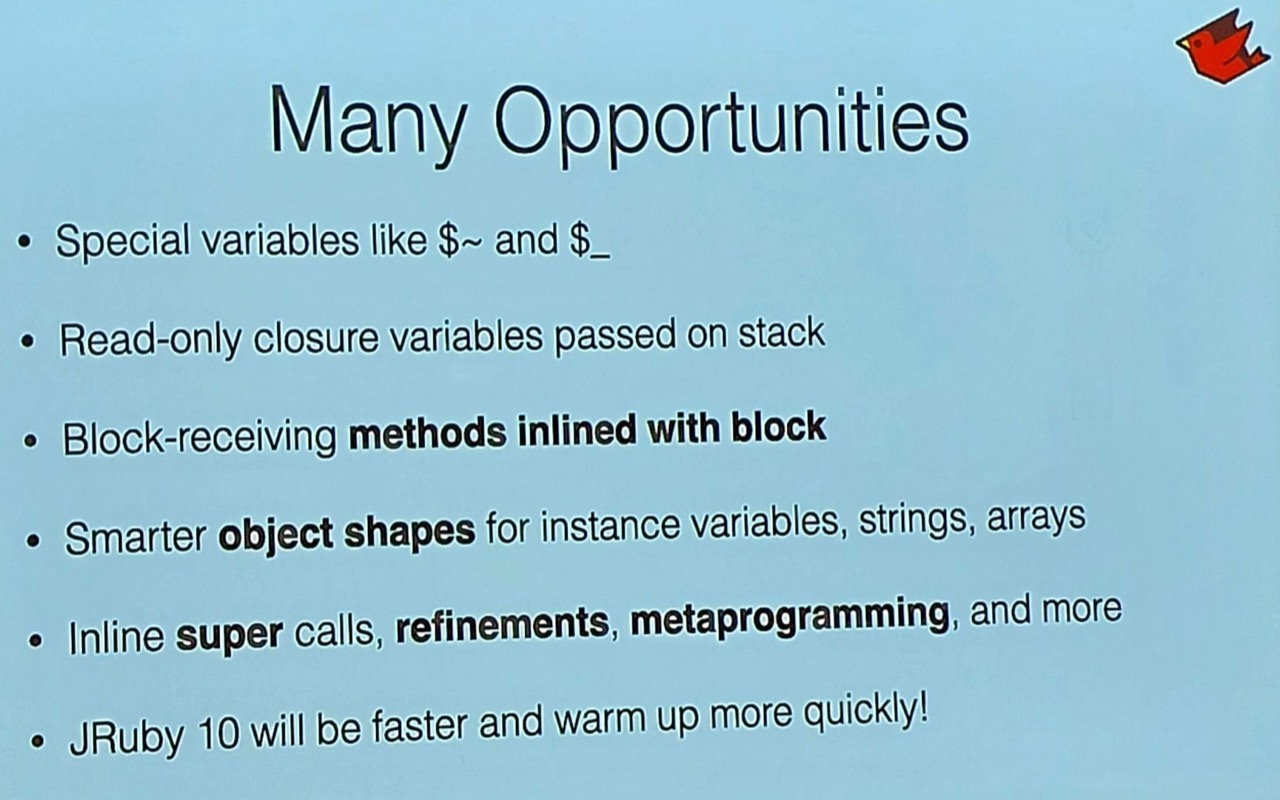 Many Opportunities
• Special variables like $~ and $_
• Read-only closure variables passed on stack
• Block-receiving methods inlined with block
• Smarter object shapes for instance variables, strings, arrays
• Inline super calls, refinements, metaprogramming, and more
• JRuby 10 will be faster and warm up more quickly!